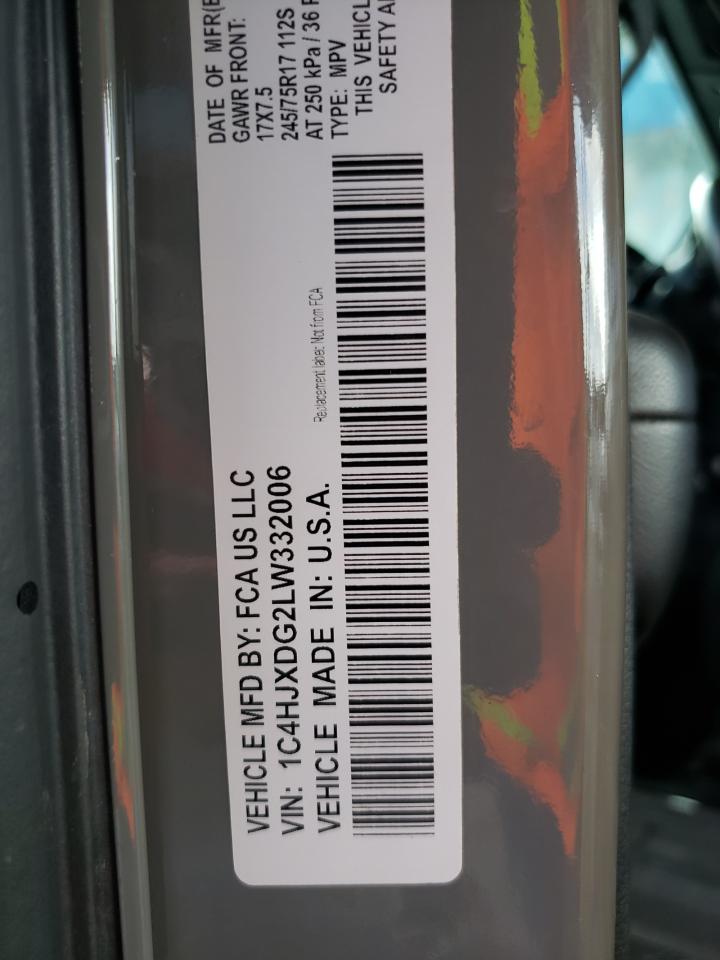 DATE OF MFR(
GAWR FRONT:
17X7.5
245/75R17 112S
AT 250 kPa / 36
TYPE: MPV
THIS VEHICL
SAFETY
Replacement label: Not from FCA
VEHICLE MFD BY: FCA US LLC
VIN: 1C4HJXDG2LW332006
VEHICLE MADE IN: U.S.A.